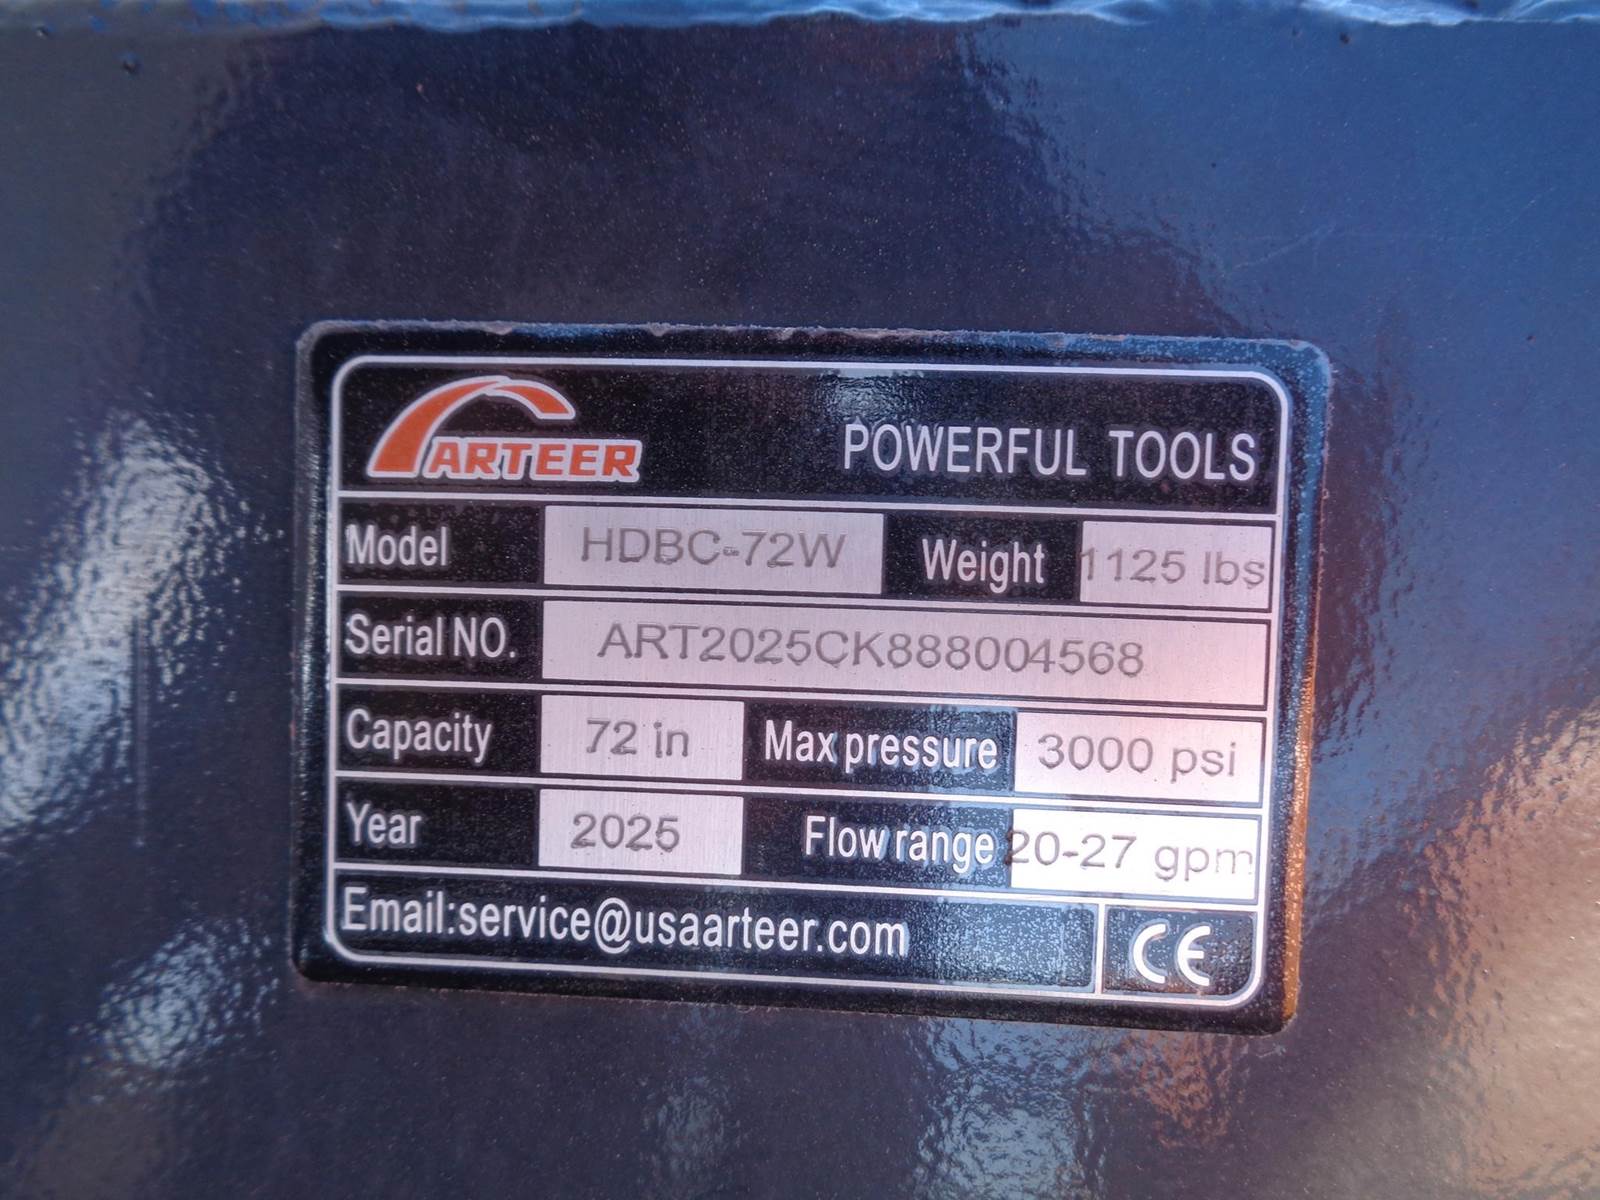 ARTEER
POWERFUL TOOLS
Model HDBC-72W Weight 1125 lbs
Serial NO. ART2025CK888004568
Capacity 72 in Max pressure 3000 psi
Year 2025 Flow range 20-27 gpm
Email:service@usaarteer.com CE